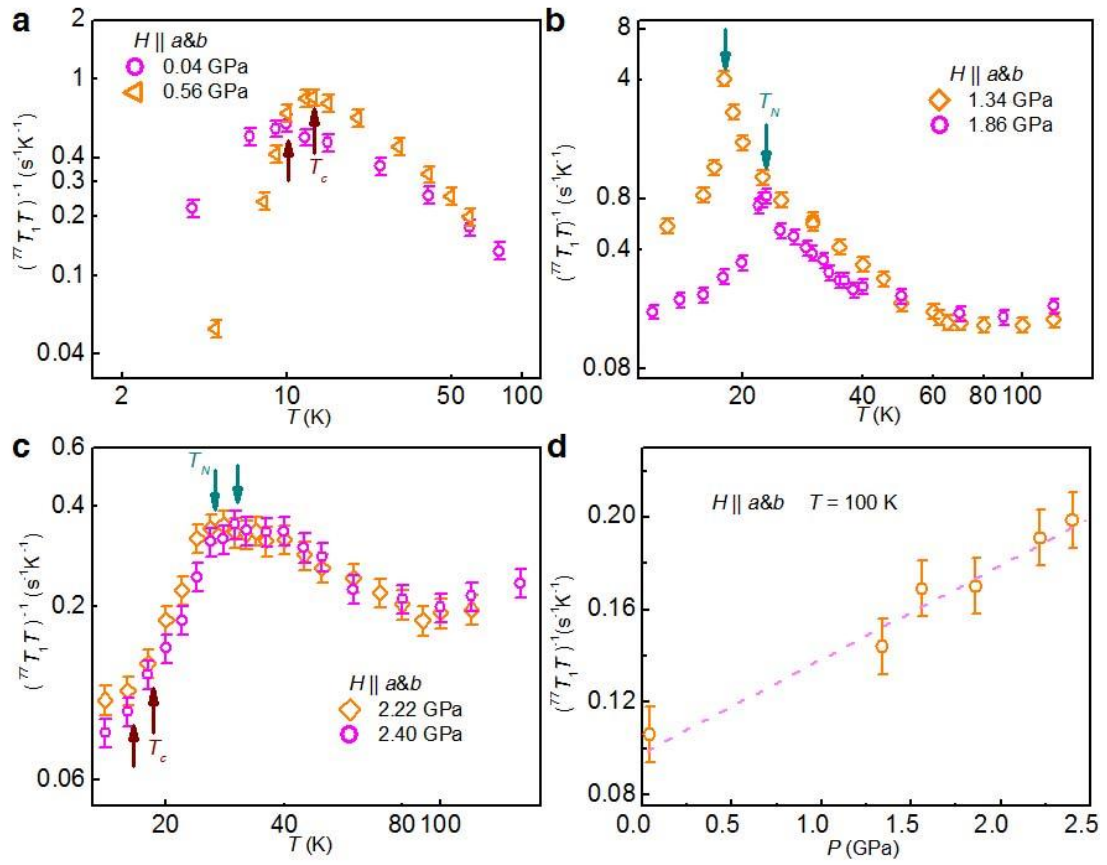 a
H || a&b
0.04 GPa
0.56 GPa
T_c
2
1
0.4
0.3
0.2
0.1
0.04
(⁷⁷T₁T)⁻¹ (s⁻¹K⁻¹)
2
10
50
100
T (K)
b
H || a&b
1.34 GPa
1.86 GPa
T_N
8
4
0.8
0.4
0.08
(⁷⁷T₁T)⁻¹ (s⁻¹K⁻¹)
20
40
60
80
100
T (K)
c
T_N
H || a&b
2.22 GPa
2.40 GPa
T_c
0.6
0.4
0.2
0.06
(⁷⁷T₁T)⁻¹ (s⁻¹K⁻¹)
20
40
80
100
T (K)
d
H || a&b T = 100 K
0.20
0.16
0.12
0.08
(⁷⁷T₁T)⁻¹ (s⁻¹K⁻¹)
0.0
0.5
1.0
1.5
2.0
2.5
P (GPa)